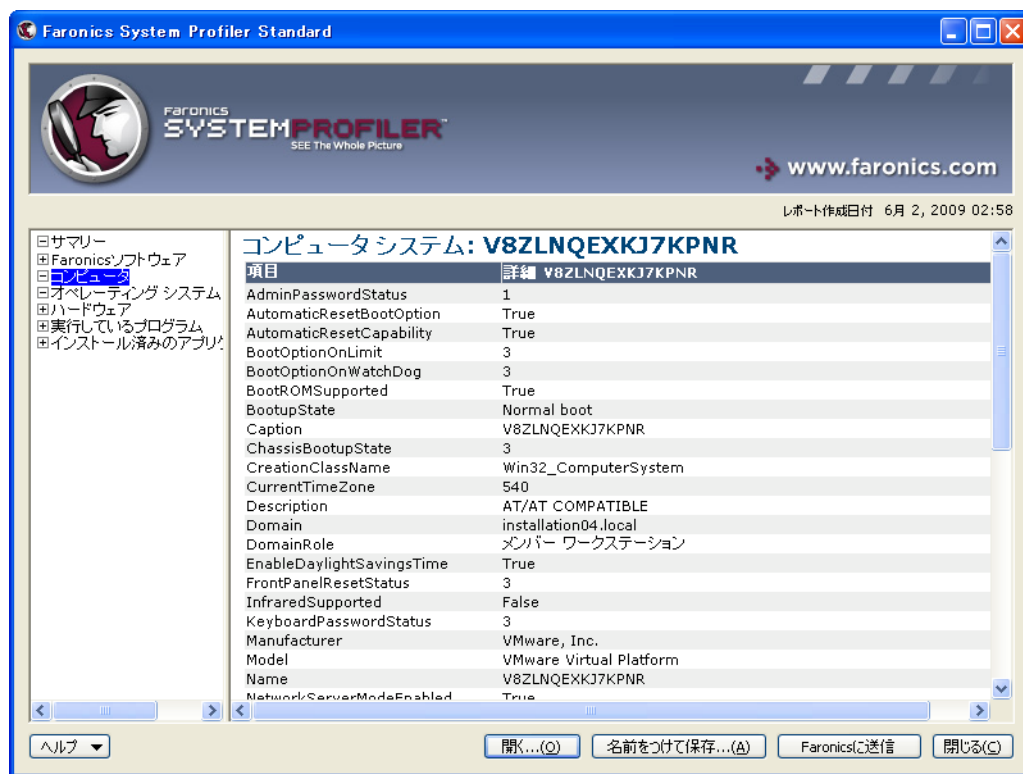 Faronics System Profiler Standard
Faronics
SYSTEMPROFILER™
SEE The Whole Picture
www.faronics.com
レポート作成日付 6月 2, 2009 02:58
サマリー
Faronicsソフトウェア
コンピュータ
オペレーティング システム
ハードウェア
実行しているプログラム
インストール済みのアプリケ
コンピュータシステム: V8ZLNQEXKJ7KPNR
項目 詳細 V8ZLNQEXKJ7KPNR
AdminPasswordStatus 1
AutomaticResetBootOption True
AutomaticResetCapability True
BootOptionOnLimit 3
BootOptionOnWatchDog 3
BootROMSupported True
BootupState Normal boot
Caption V8ZLNQEXKJ7KPNR
ChassisBootupState 3
CreationClassName Win32_ComputerSystem
CurrentTimeZone 540
Description AT/AT COMPATIBLE
Domain installation04.local
DomainRole メンバー ワークステーション
EnableDaylightSavingsTime True
FrontPanelResetStatus 3
InfraredSupported False
KeyboardPasswordStatus 3
Manufacturer VMware, Inc.
Model VMware Virtual Platform
Name V8ZLNQEXKJ7KPNR
NetworkServerModeEnabled True
ヘルプ 開く...(O) 名前をつけて保存...(A) Faronicsに送信 閉じる(C)